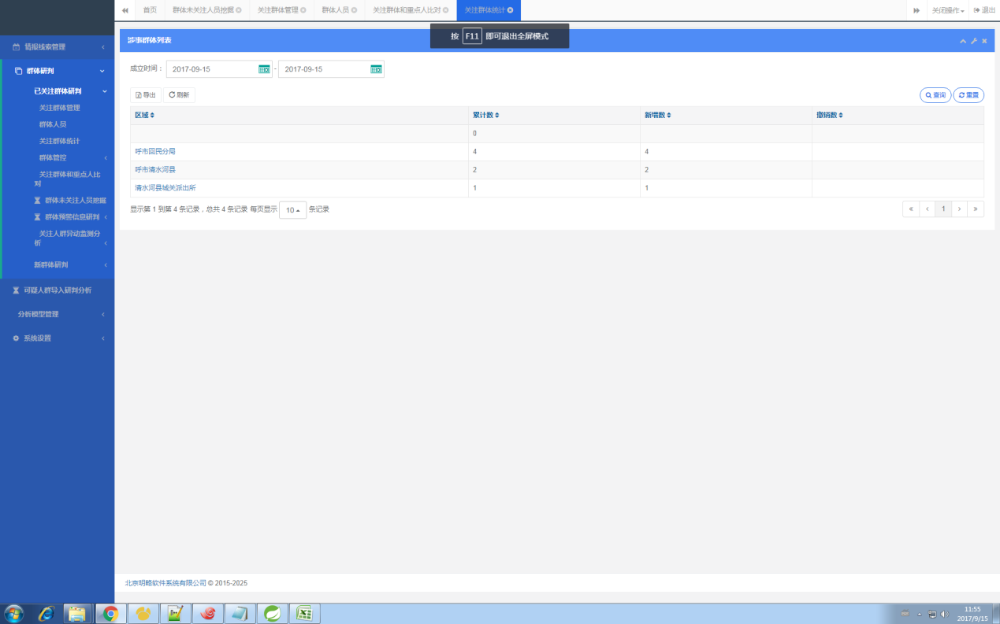 首页
群体未关注人员挖掘
关注群体管理
群体人员
关注群体和重点人比对
关注群体统计
关闭操作
退出
按 F11 即可退出全屏模式
情报线索管理
群体研判
已关注群体研判
关注群体管理
群体人员
关注群体统计
群体管控
关注群体和重点人比
对
群体未关注人员挖掘
群体预警信息研判
关注人群异动监测分
析
新群体研判
可疑人群导入研判分析
分析模型管理
系统设置
涉事群体列表
成立时间：
2017-09-15
-
2017-09-15
导出
刷新
查询
重置
区域 累计数 新增数 撤销数
0
呼市回民分局 4 4
呼市清水河县 2 2
清水河县城关派出所 1 1
显示第 1 到第 4 条记录，总共 4 条记录 每页显示 10 条记录
« ‹ 1 › »
北京明略软件系统有限公司 © 2015-2025
11:55
2017/9/15